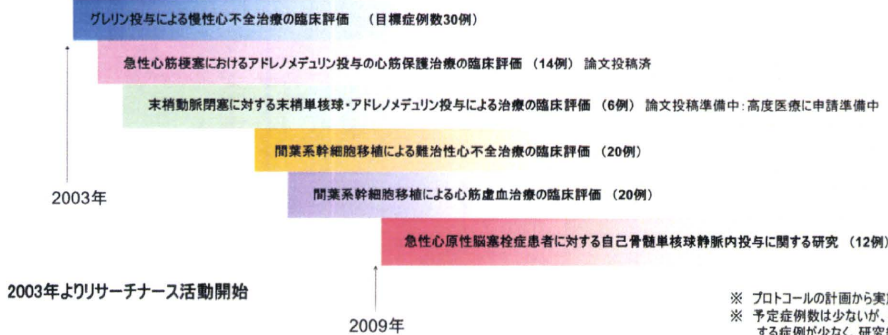 グレリン投与による慢性心不全治療の臨床評価 (目標症例数30例)
急性心筋梗塞におけるアドレノメデュリン投与の心筋保護治療の臨床評価 (14例) 論文投稿済
末梢動脈閉塞に対する末梢単核球・アドレノメデュリン投与による治療の臨床評価 (6例) 論文投稿準備中:高度医療に申請準備中
間葉系幹細胞移植による難治性心不全治療の臨床評価 (20例)
2003年
間葉系幹細胞移植による心筋虚血治療の臨床評価 (20例)
急性心原性脳塞栓症患者に対する自己骨髄単核球静脈内投与に関する研究 (12例)
2003年よりリサーチナース活動開始
2009年
※ プロトコールの計画から実
※ 予定症例数は少ないが、
する症例が少なく、研究